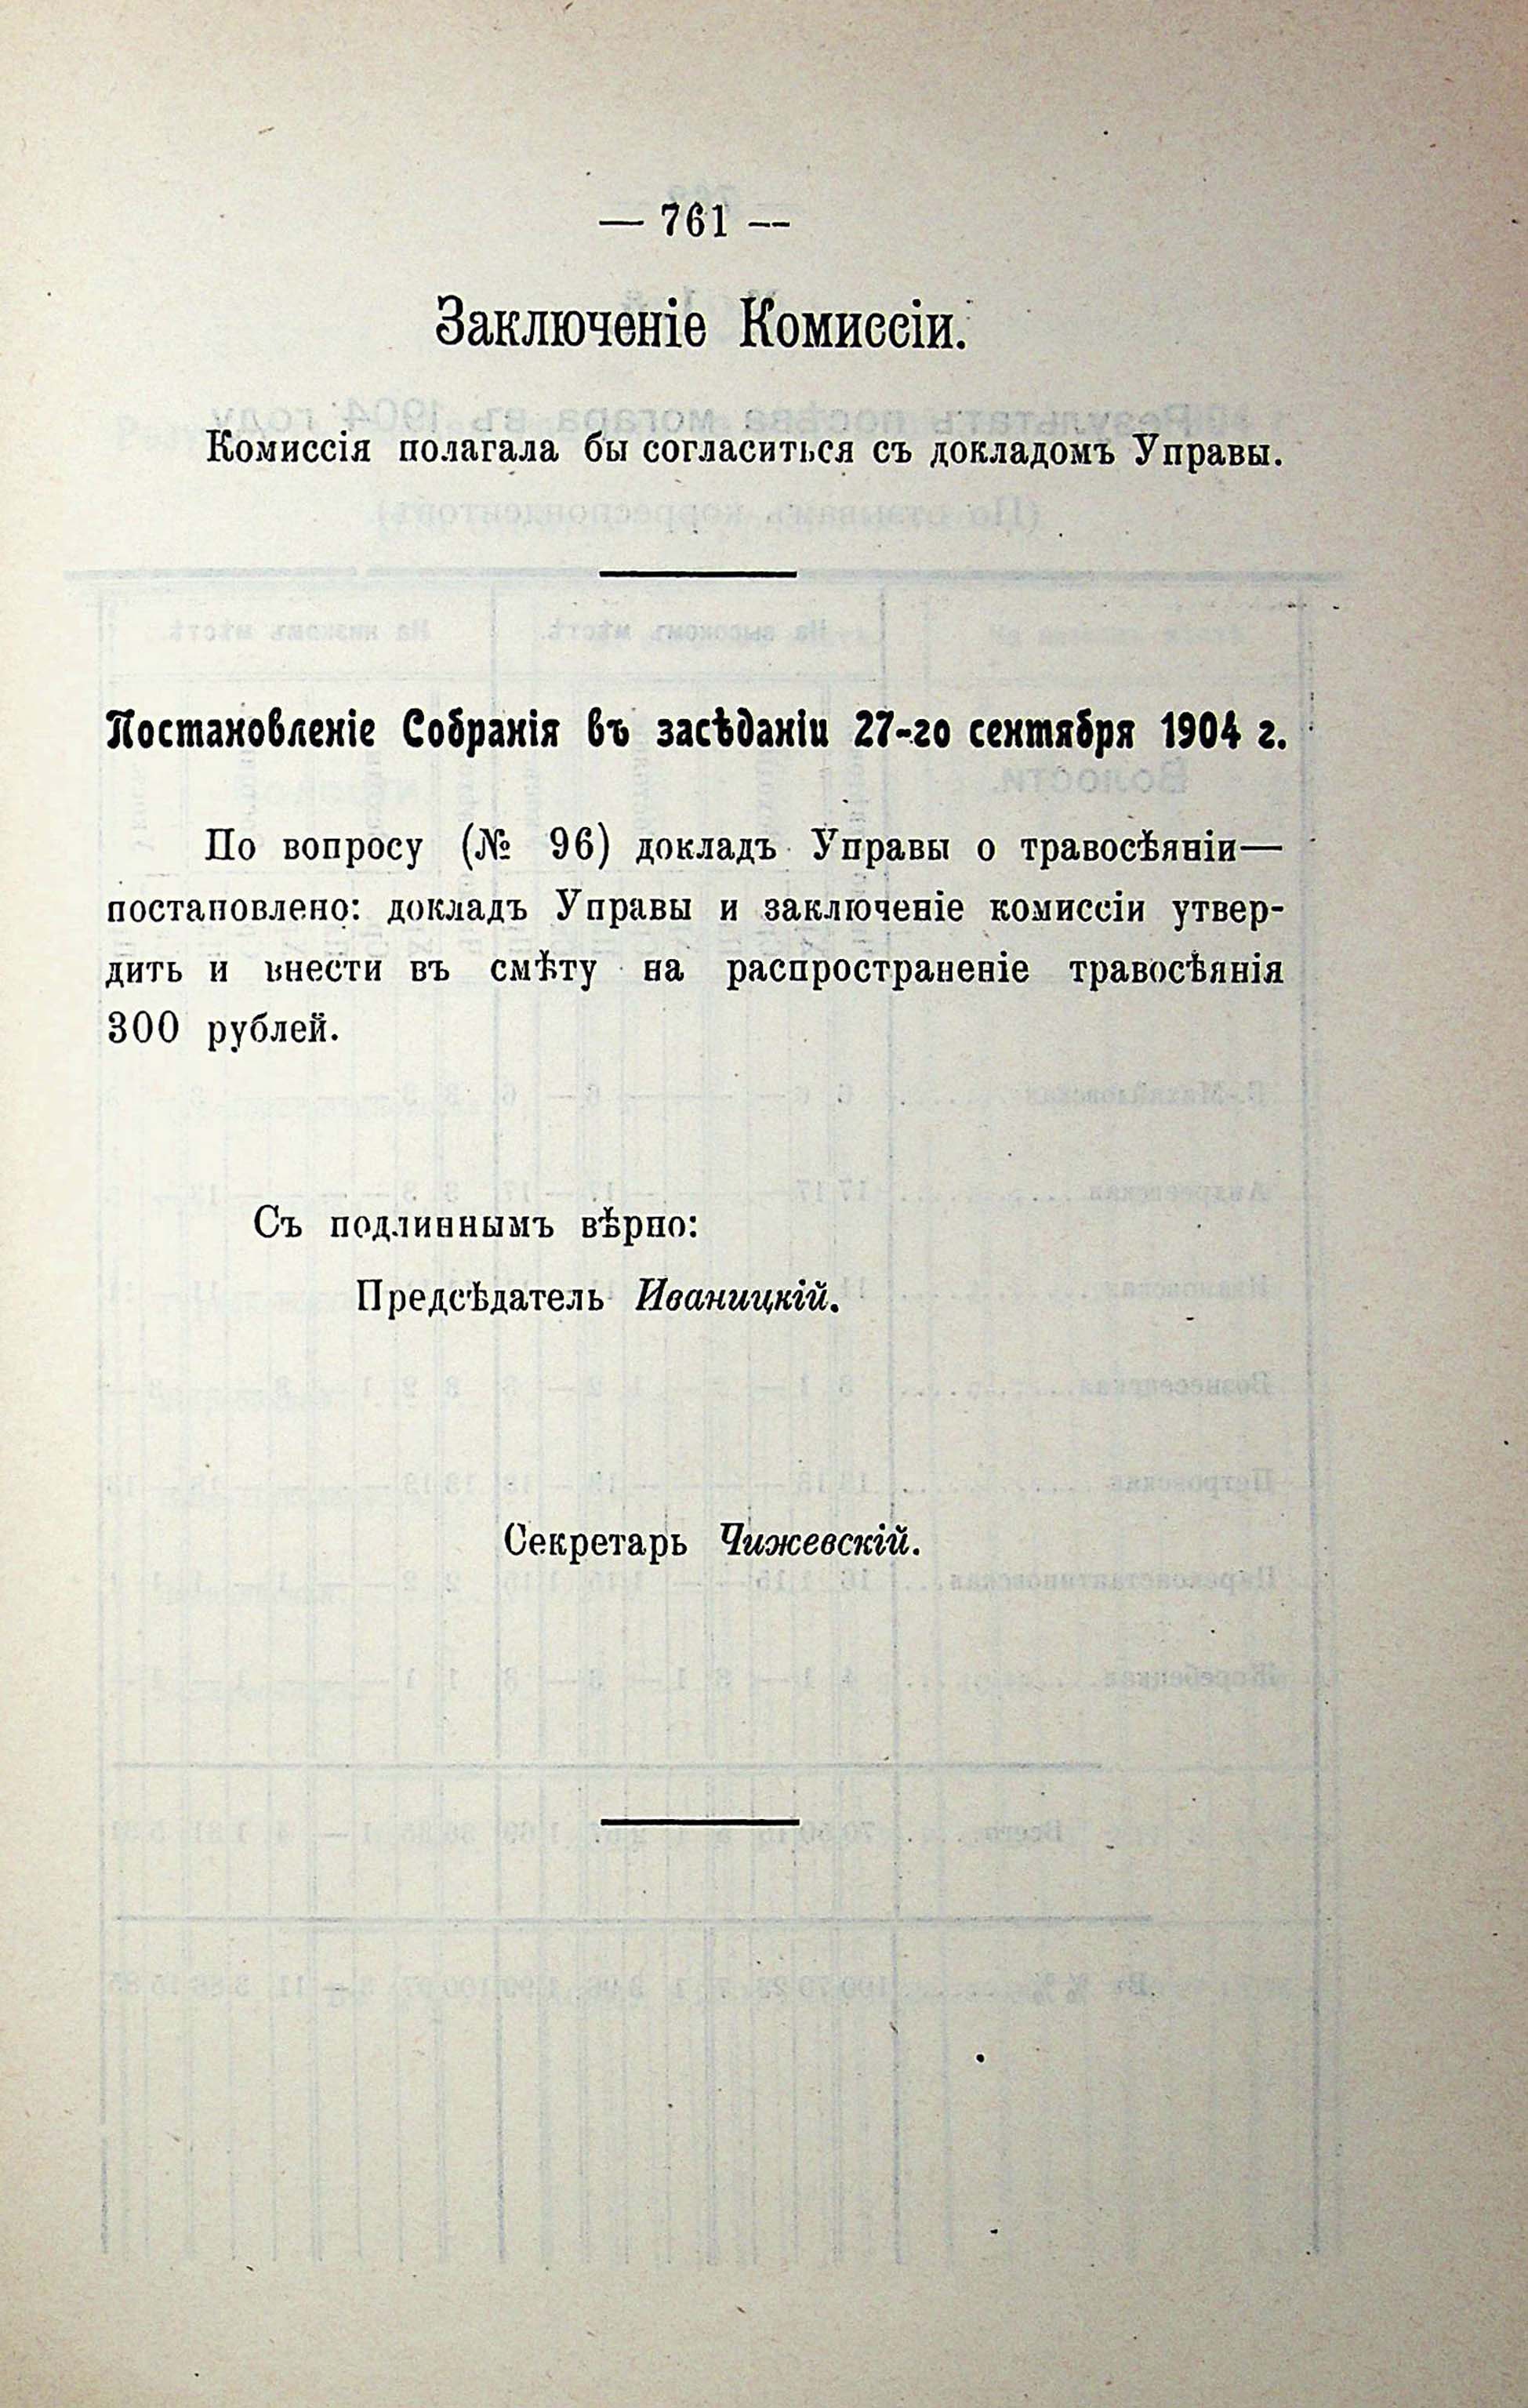 — 761 —
Заключеніе Комиссіи.
Комиссія полагала бы согласиться съ докладомъ Управы.
Постановленіе Собранія въ засѣданіи 27-го сентября 1904 г.
По вопросу (№ 96) докладъ Управы о травосѣяніи—
постановлено: докладъ Управы и заключеніе комиссіи утвер-
дить и внести въ смѣту на распространеніе травосѣянія
300 рублей.
Съ подлиннымъ вѣрно:
Предсѣдатель Иваницкій.
Секретарь Чижевскій.